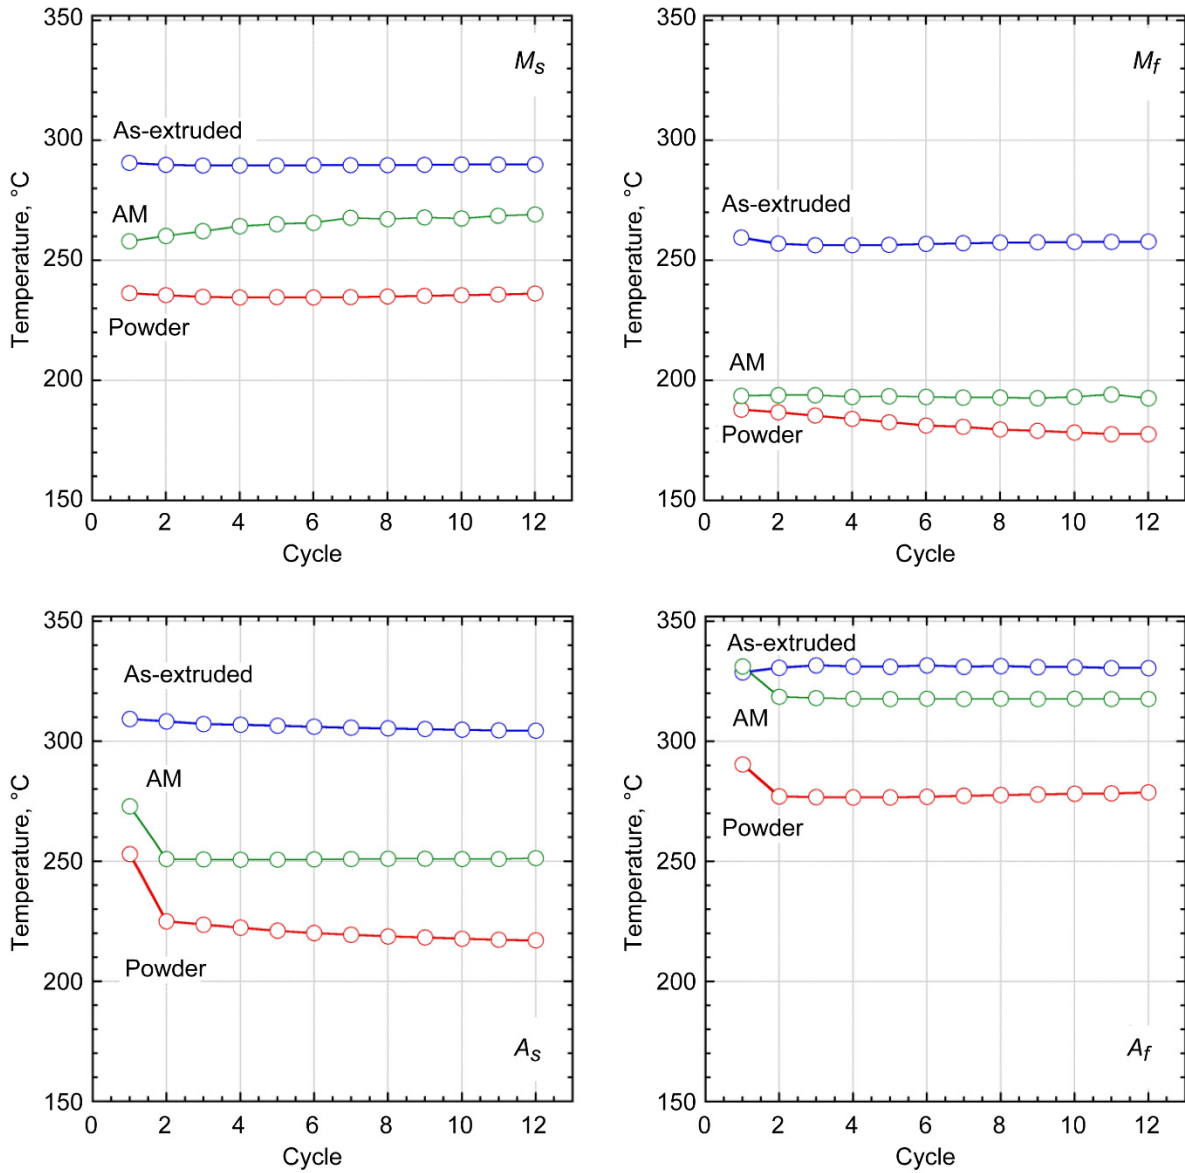 350
300
250
200
150
Temperature, °C
M_s
As-extruded
AM
Powder
0 2 4 6 8 10 12
Cycle
350
300
250
200
150
Temperature, °C
M_f
As-extruded
AM
Powder
0 2 4 6 8 10 12
Cycle
350
300
250
200
150
Temperature, °C
As-extruded
AM
Powder
A_s
0 2 4 6 8 10 12
Cycle
350
300
250
200
150
Temperature, °C
As-extruded
AM
Powder
A_f
0 2 4 6 8 10 12
Cycle